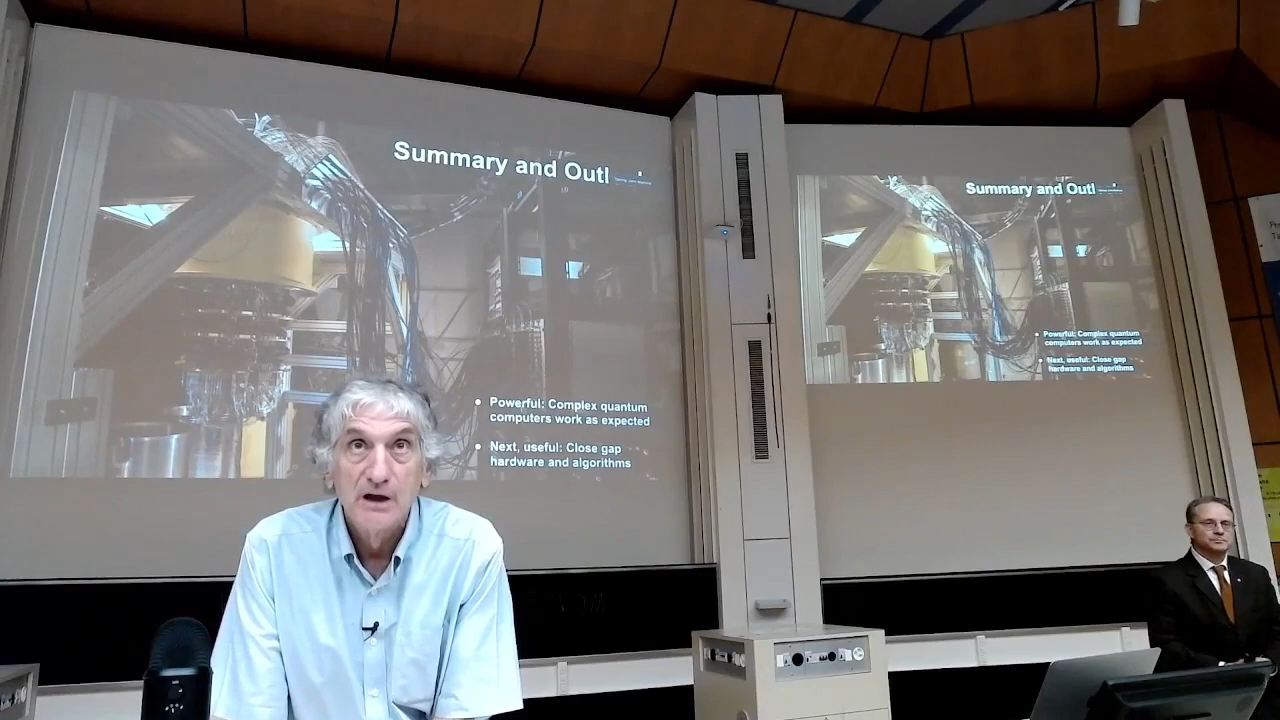 Summary and Outl
Powerful: Complex quantum
computers work as expected
Next, useful: Close gap
hardware and algorithms
Summary and Outl
Powerful: Complex quantum
computers work as expected
Next, useful: Close gap
hardware and algorithms